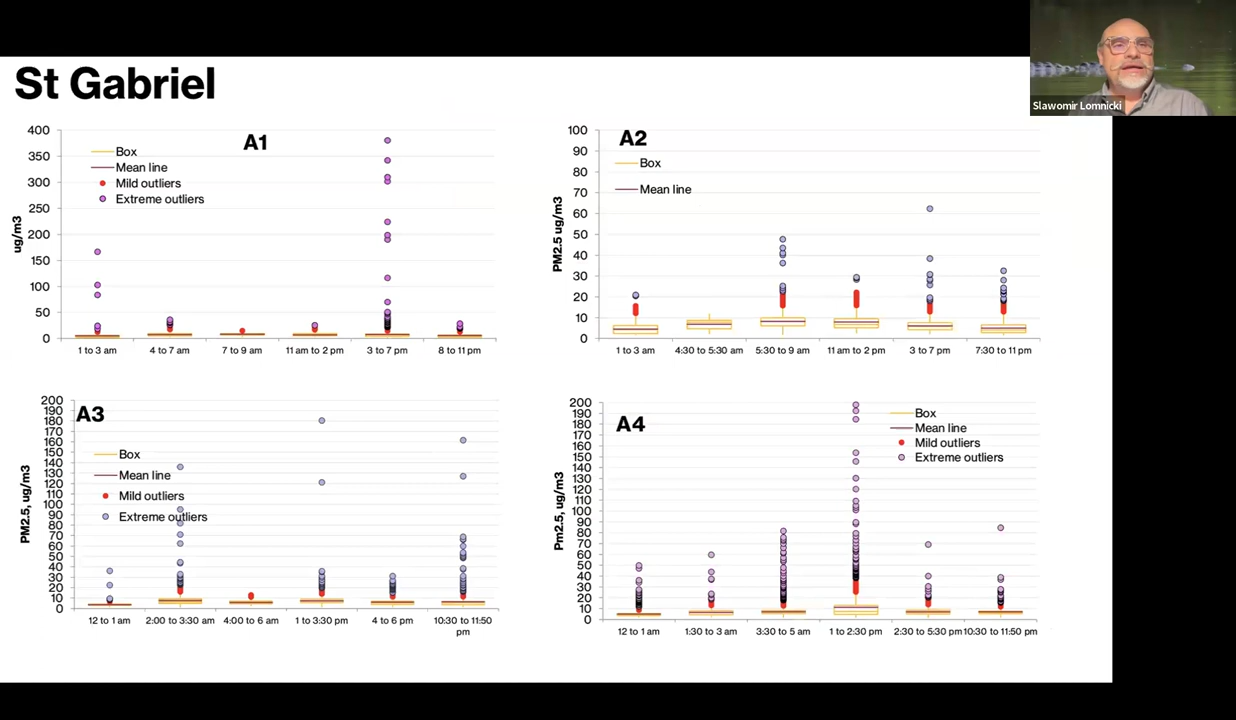 St Gabriel
Slawomir Lomnicki
A1
400
350
300
250
200
150
100
50
0
ug/m3
Box
Mean line
Mild outliers
Extreme outliers
1 to 3 am
4 to 7 am
7 to 9 am
11 am to 2 pm
3 to 7 pm
8 to 11 pm
A2
100
90
80
70
60
50
40
30
20
10
0
PM2.5 ug/m3
Box
Mean line
1 to 3 am
4:30 to 5:30 am
5:30 to 9 am
11 am to 2 pm
3 to 7 pm
7:30 to 11 pm
A3
200
190
180
170
160
150
140
130
120
110
100
90
80
70
60
50
40
30
20
10
0
PM2.5, ug/m3
Box
Mean line
Mild outliers
Extreme outliers
12 to 1 am
2:00 to 3:30 am
4:00 to 6 am
1 to 3:30 pm
4 to 6 pm
10:30 to 11:50
pm
A4
200
190
180
170
160
150
140
130
120
110
100
90
80
70
60
50
40
30
20
10
0
Pm2.5, ug/m3
Box
Mean line
Mild outliers
Extreme outliers
12 to 1 am
1:30 to 3 am
3:30 to 5 am
1 to 2:30 pm
2:30 to 5:30 pm
10:30 to 11:50 pm